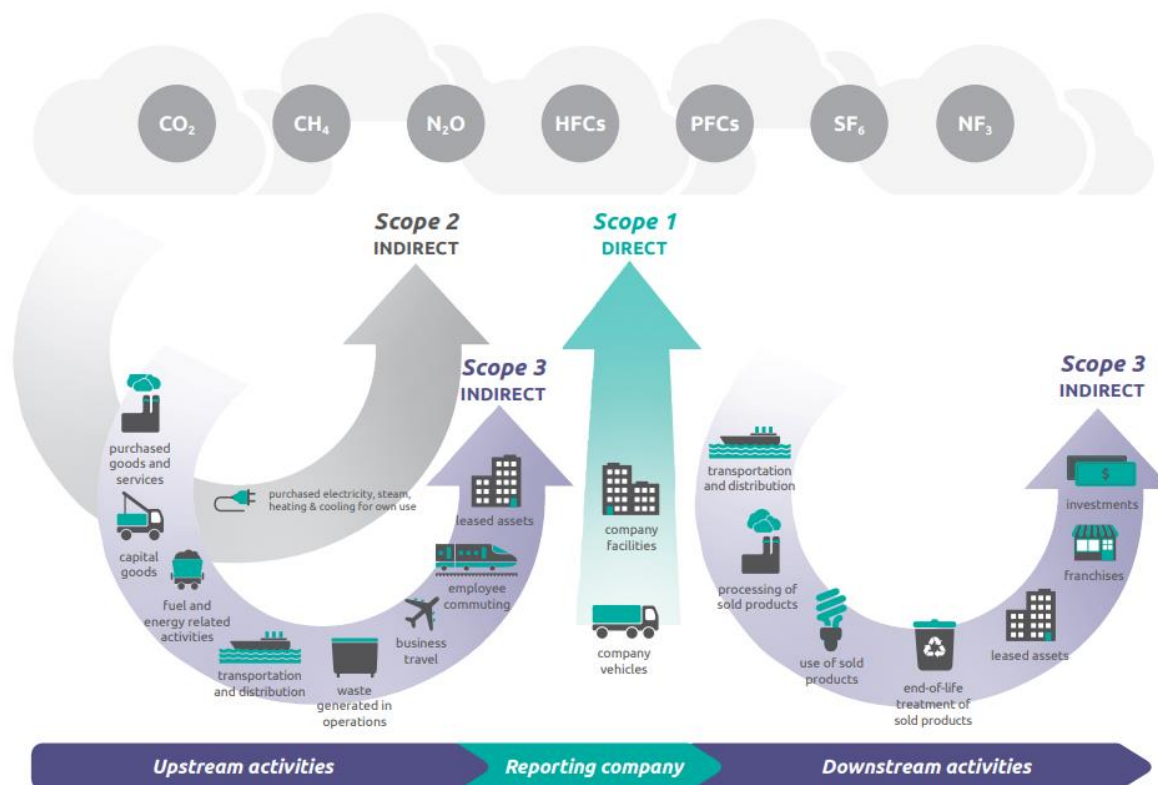 CO₂
CH₄
N₂O
HFCs
PFCs
SF₆
NF₃
Scope 2
INDIRECT
Scope 1
DIRECT
Scope 3
INDIRECT
Scope 3
INDIRECT
purchased
goods and
services
capital
goods
fuel and
energy related
activities
purchased electricity, steam,
heating & cooling for own use
transportation
and distribution
waste
generated in
operations
business
travel
employee
commuting
leased assets
company
facilities
company
vehicles
transportation
and distribution
processing of
sold products
use of sold
products
end-of-life
treatment of
sold products
leased assets
franchises
$
investments
Upstream activities
Reporting company
Downstream activities